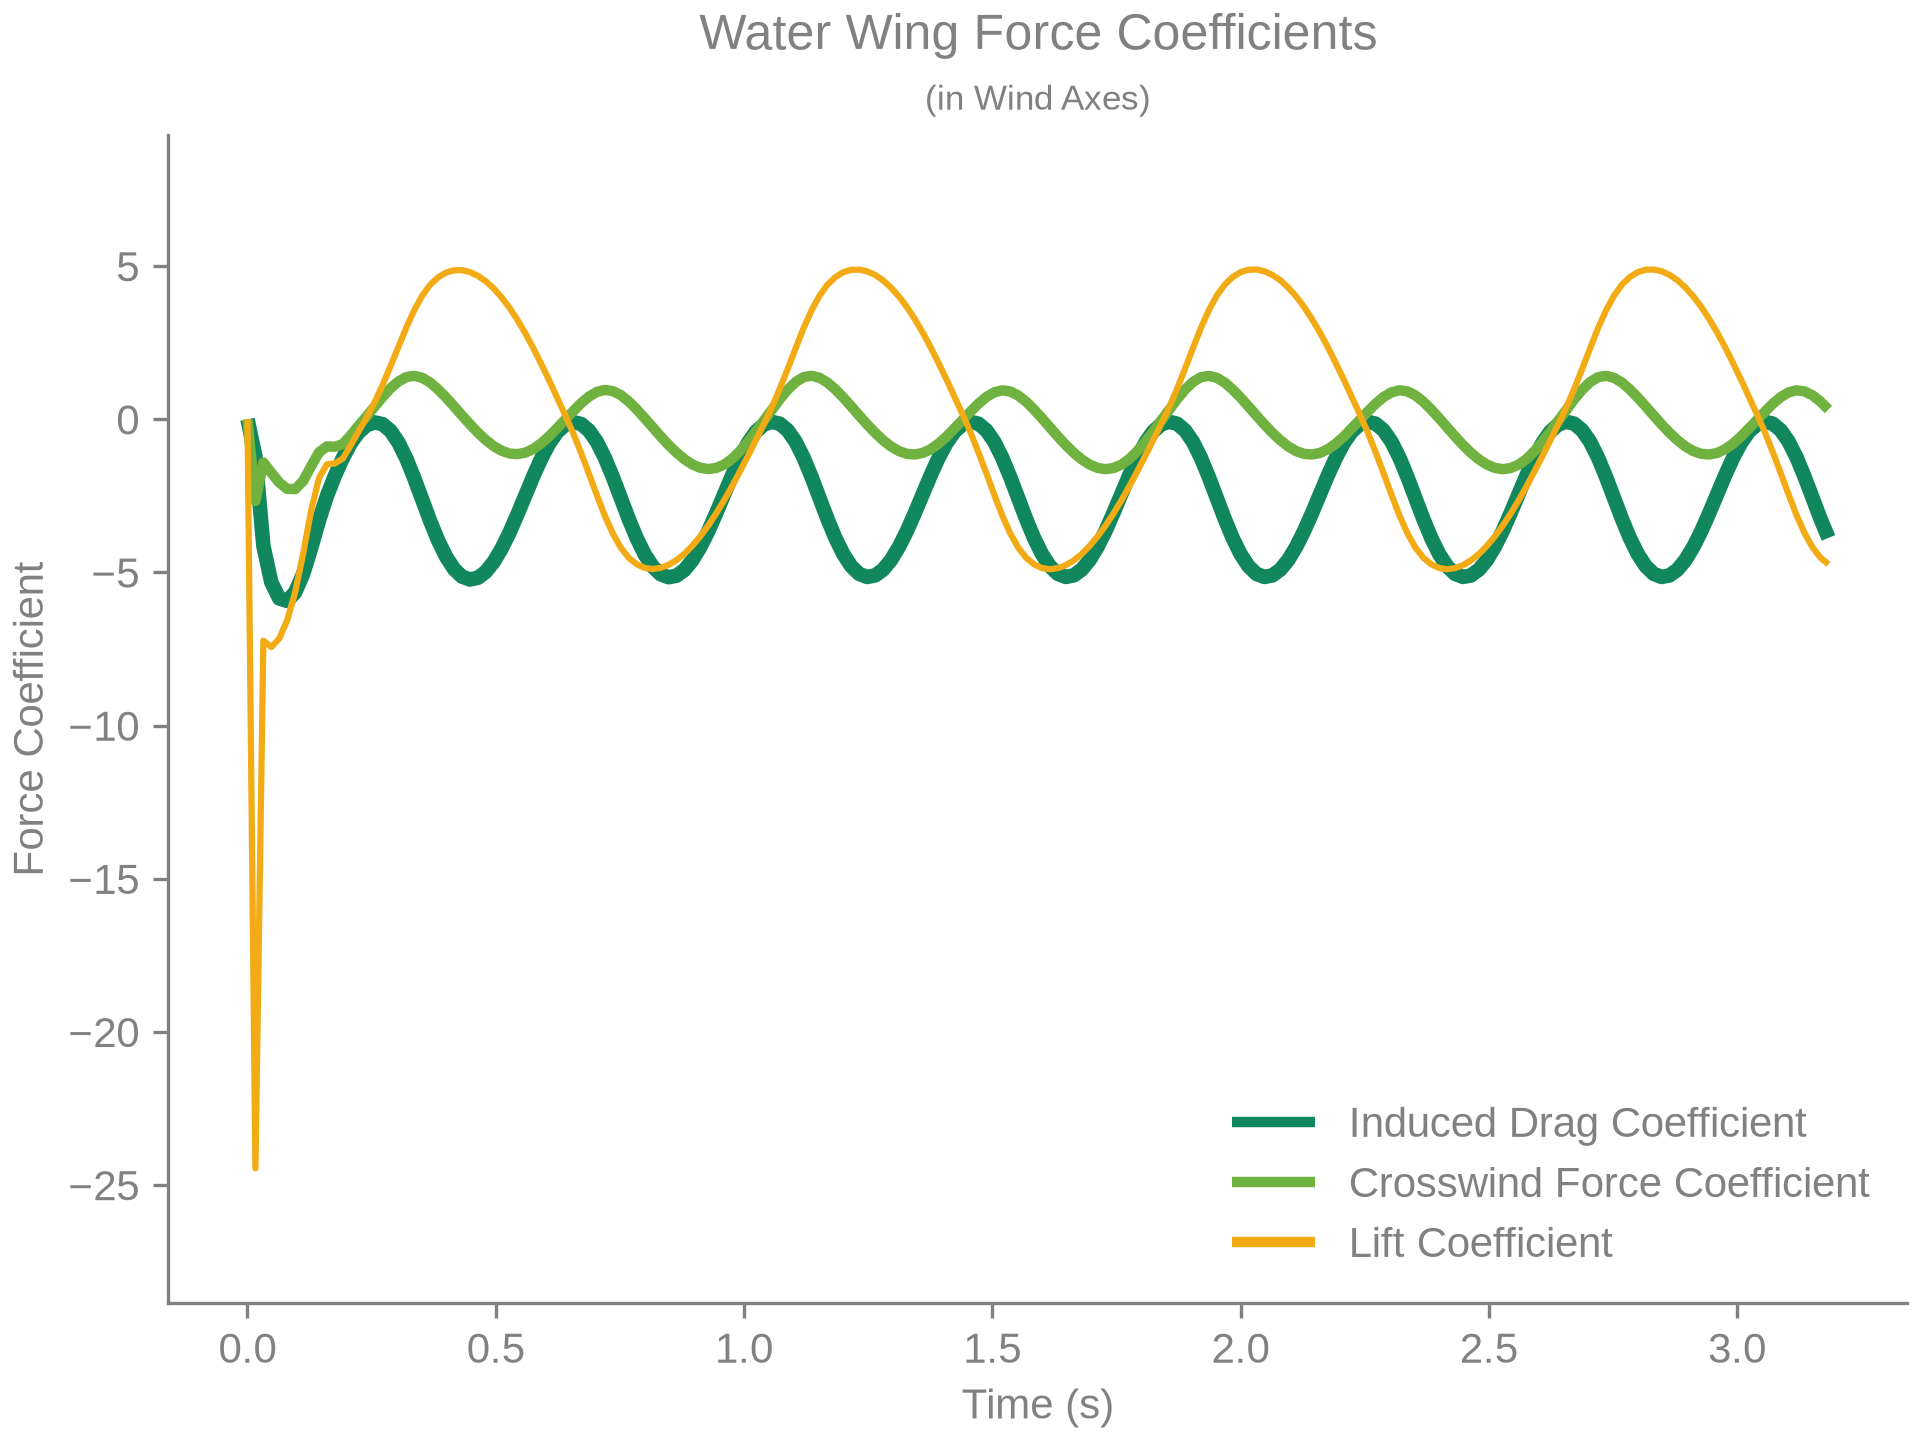 Water Wing Force Coefficients
(in Wind Axes)
Force Coefficient
5
0
−5
−10
−15
−20
−25
Induced Drag Coefficient
Crosswind Force Coefficient
Lift Coefficient
0.0 0.5 1.0 1.5 2.0 2.5 3.0
Time (s)